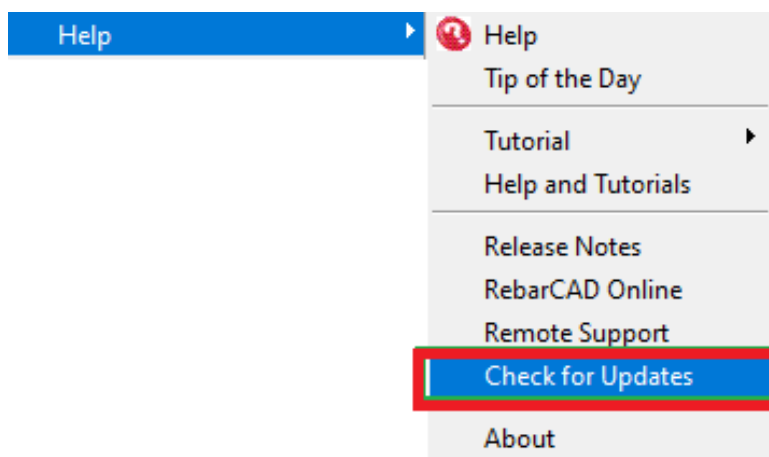 Help
Help
Tip of the Day
Tutorial
Help and Tutorials
Release Notes
RebarCAD Online
Remote Support
Check for Updates
About